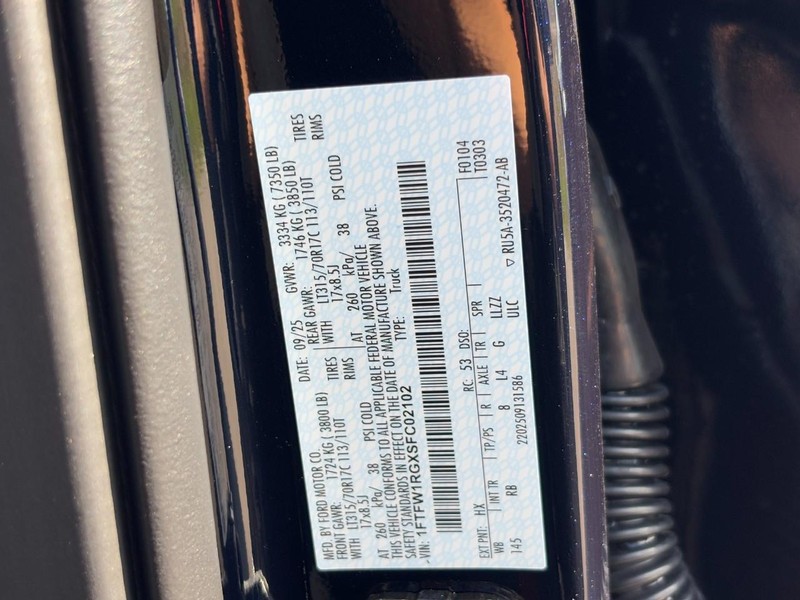 MFD. BY FORD MOTOR CO. DATE: 09/25 GVWR: 3334 KG ( 7350 LB)
FRONT GAWR: 1724 KG ( 3800 LB) REAR GAWR: 1746 KG ( 3850 LB)
LT315/70R17C 113/110T TIRES WITH LT315/70R17C 113/110T TIRES
17x8.5J RIMS 17x8.5J RIMS
AT 260 kPa/ 38 PSI COLD AT 260 kPa/ 38 PSI COLD
THIS VEHICLE CONFORMS TO ALL APPLICABLE FEDERAL MOTOR VEHICLE
SAFETY STANDARDS IN EFFECT ON THE DATE OF MANUFACTURE SHOWN ABOVE.
VIN: 1FTFW1RGXSFC02102 TYPE: Truck
EXT PNT: HX RC: 53 DSO: F0104
WB INTTR TP/PS R AXLE TR SPR T0303
145 RB 8 L4 G LLZZ
2202509131586 ULC ▽ RU5A-3520472-AB